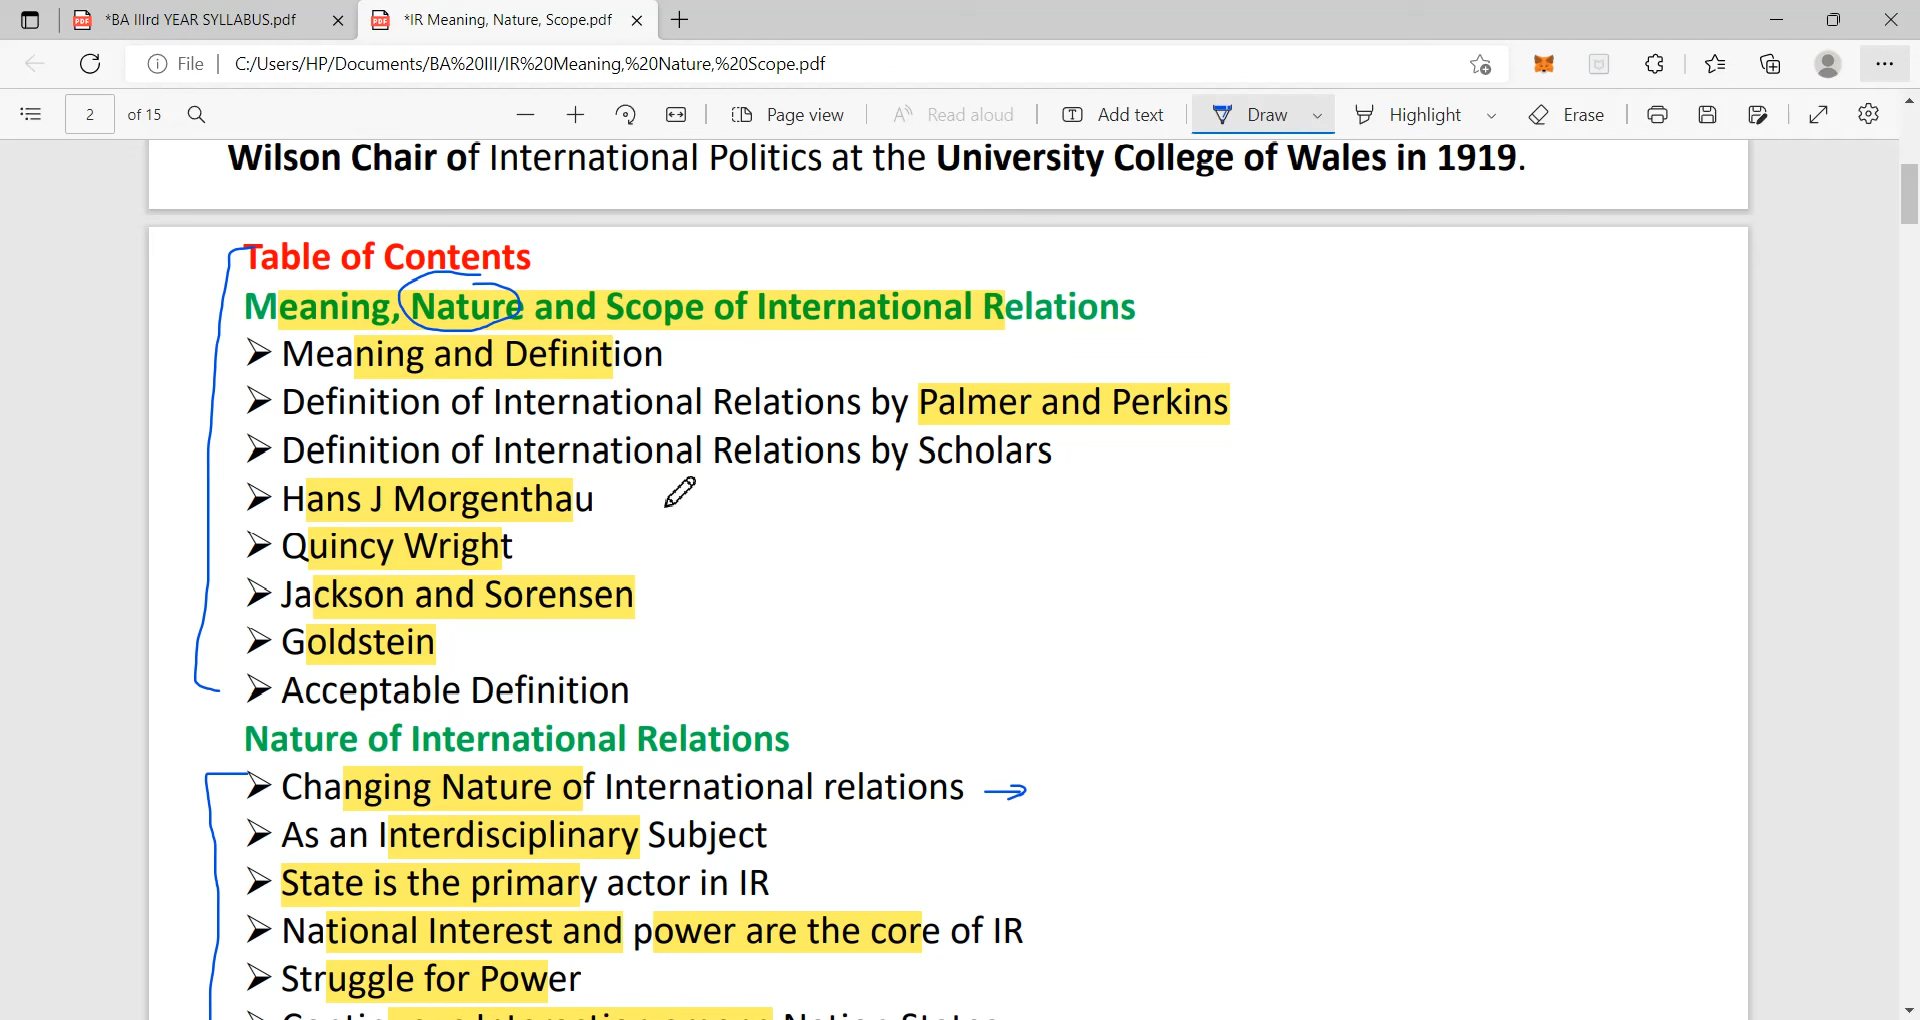 *BA IIIrd YEAR SYLLABUS.pdf
*IR Meaning, Nature, Scope.pdf
File
C:/Users/HP/Documents/BA%20III/IR%20Meaning,%20Nature,%20Scope.pdf
2 of 15
Page view
Read aloud
Add text
Draw
Highlight
Erase
Wilson Chair of International Politics at the University College of Wales in 1919.
Table of Contents
Meaning, Nature and Scope of International Relations
➢ Meaning and Definition
➢ Definition of International Relations by Palmer and Perkins
➢ Definition of International Relations by Scholars
➢ Hans J Morgenthau
➢ Quincy Wright
➢ Jackson and Sorensen
➢ Goldstein
➢ Acceptable Definition
Nature of International Relations
➢ Changing Nature of International relations
➢ As an Interdisciplinary Subject
➢ State is the primary actor in IR
➢ National Interest and power are the core of IR
➢ Struggle for Power